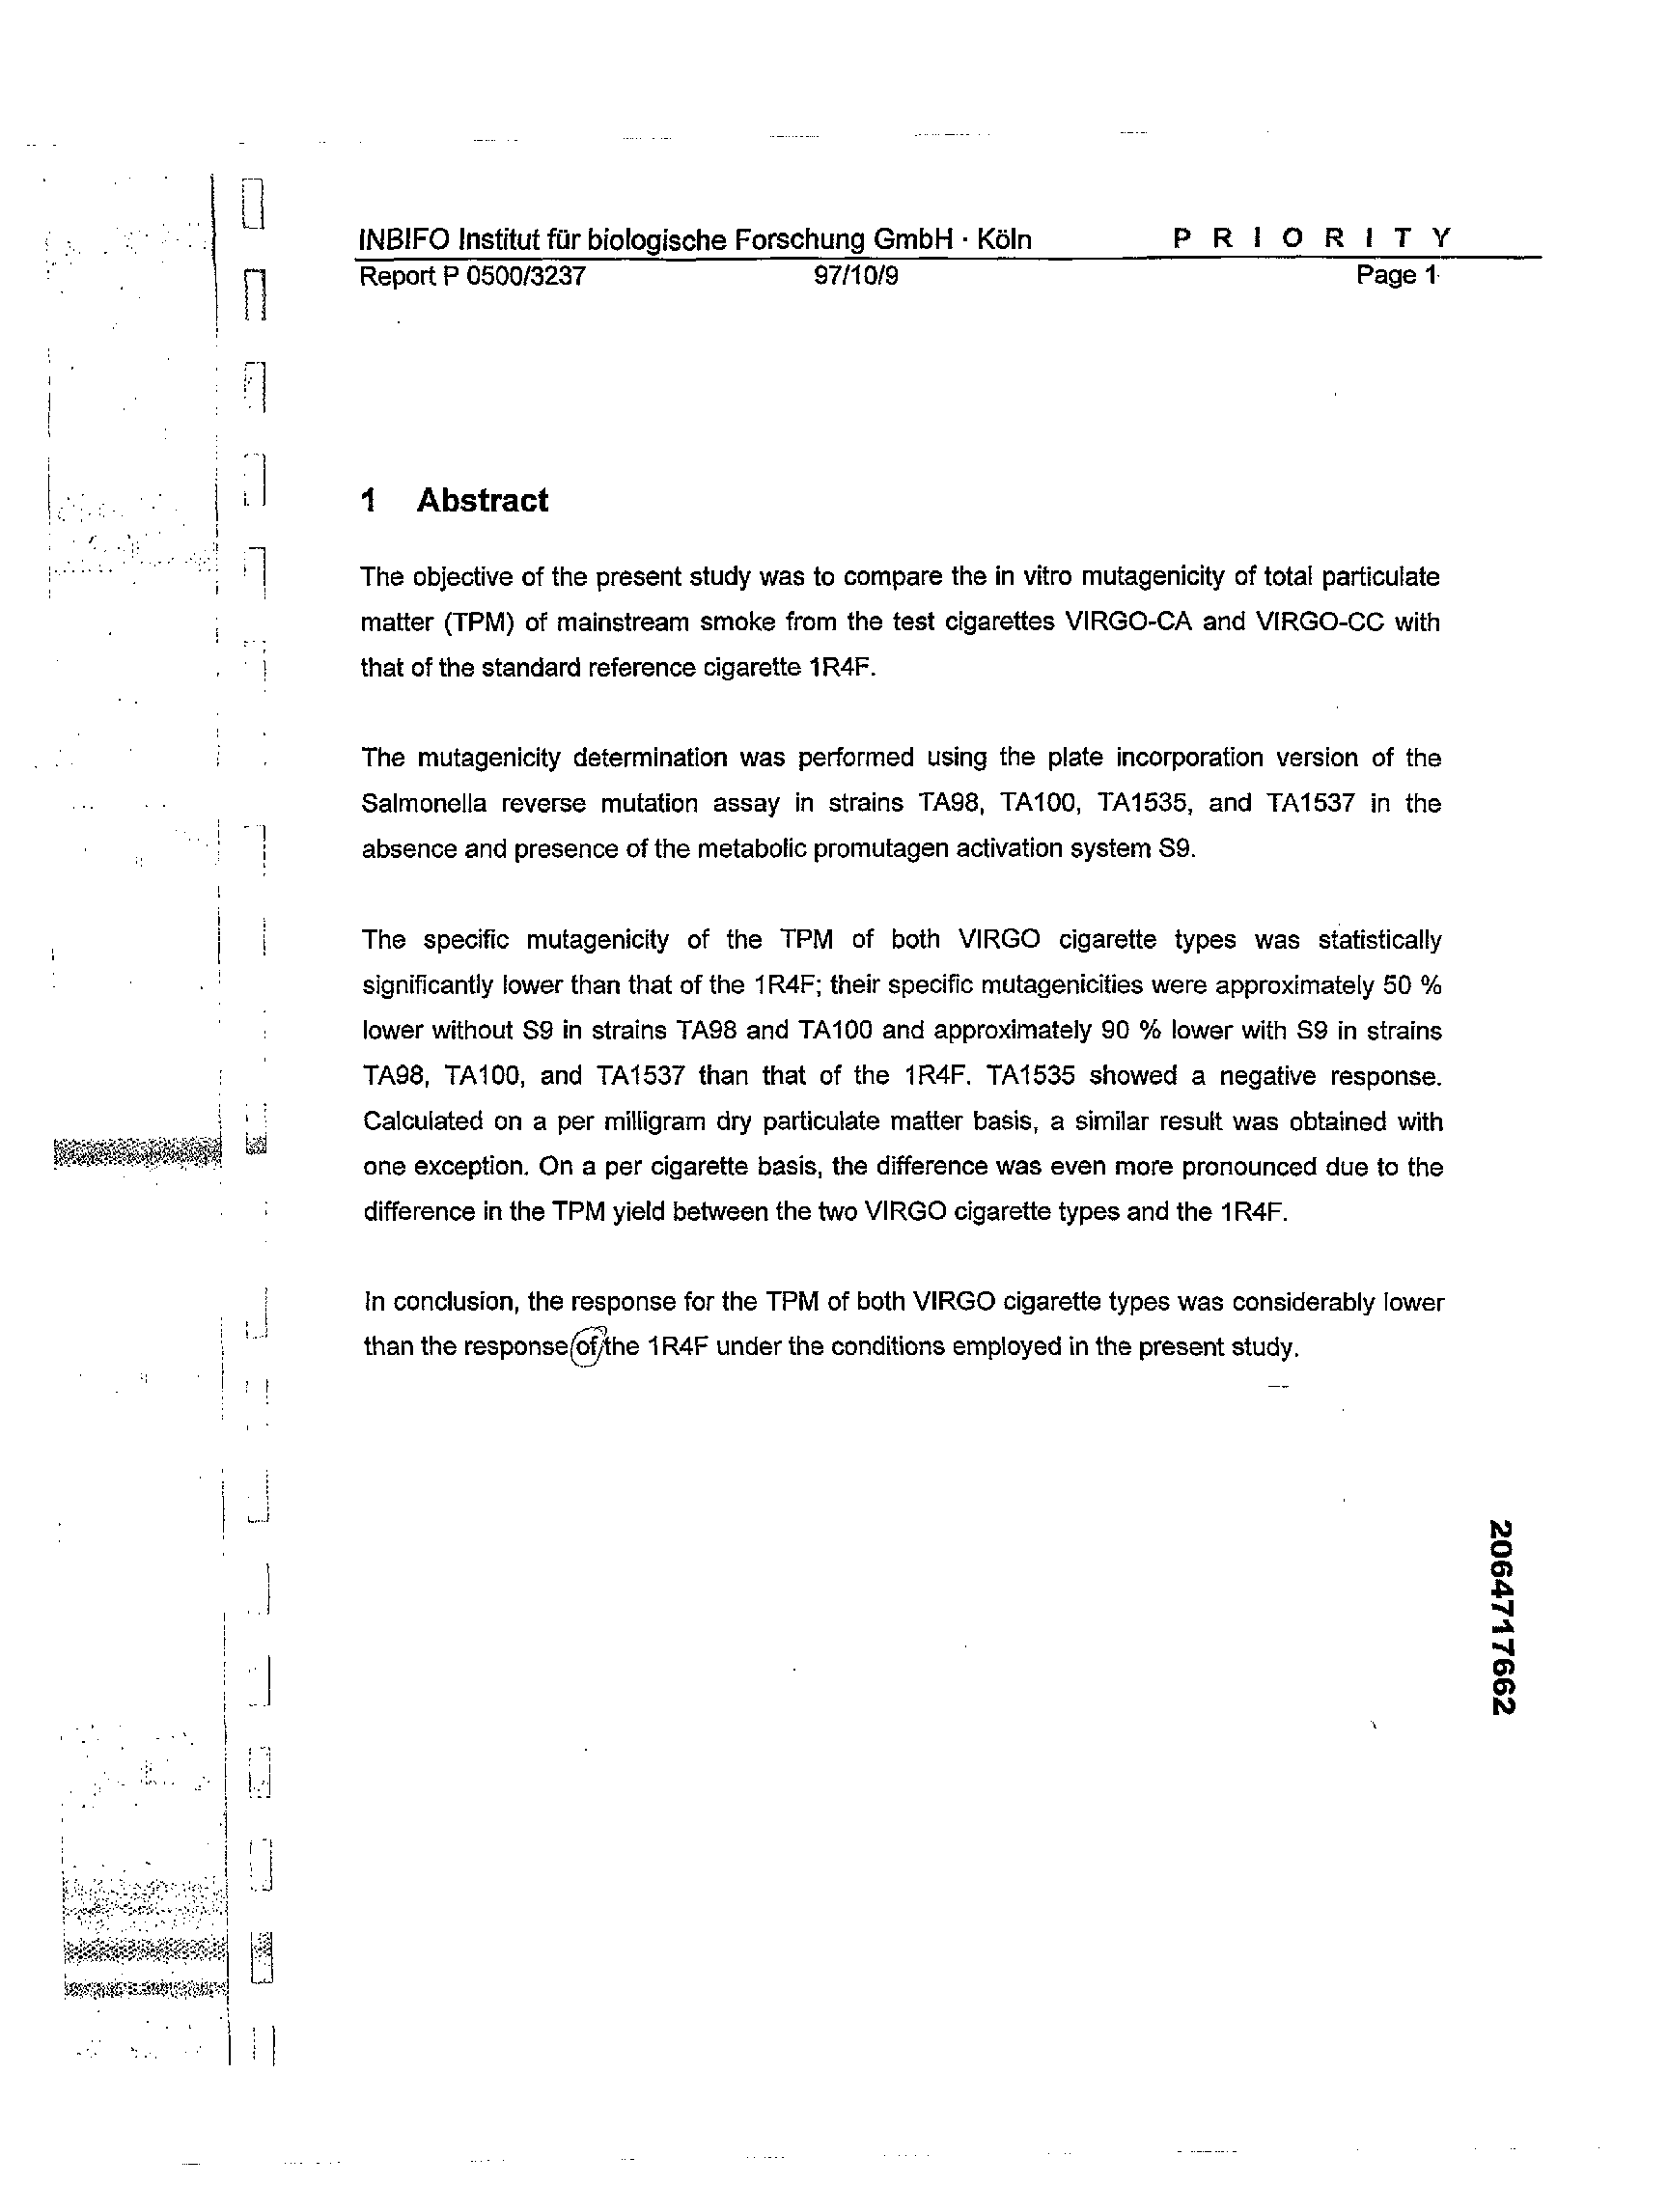 INBIFO Institut für biologische Forschung GmbH · Köln P R I O R I T Y
Report P 0500/3237 97/10/9 Page 1
1 Abstract
The objective of the present study was to compare the in vitro mutagenicity of total particulate
matter (TPM) of mainstream smoke from the test cigarettes VIRGO-CA and VIRGO-CC with
that of the standard reference cigarette 1R4F.
The mutagenicity determination was performed using the plate incorporation version of the
Salmonella reverse mutation assay in strains TA98, TA100, TA1535, and TA1537 in the
absence and presence of the metabolic promutagen activation system S9.
The specific mutagenicity of the TPM of both VIRGO cigarette types was statistically
significantly lower than that of the 1R4F; their specific mutagenicities were approximately 50 %
lower without S9 in strains TA98 and TA100 and approximately 90 % lower with S9 in strains
TA98, TA100, and TA1537 than that of the 1R4F. TA1535 showed a negative response.
Calculated on a per milligram dry particulate matter basis, a similar result was obtained with
one exception. On a per cigarette basis, the difference was even more pronounced due to the
difference in the TPM yield between the two VIRGO cigarette types and the 1R4F.
In conclusion, the response for the TPM of both VIRGO cigarette types was considerably lower
than the response of the 1R4F under the conditions employed in the present study.
2064717662